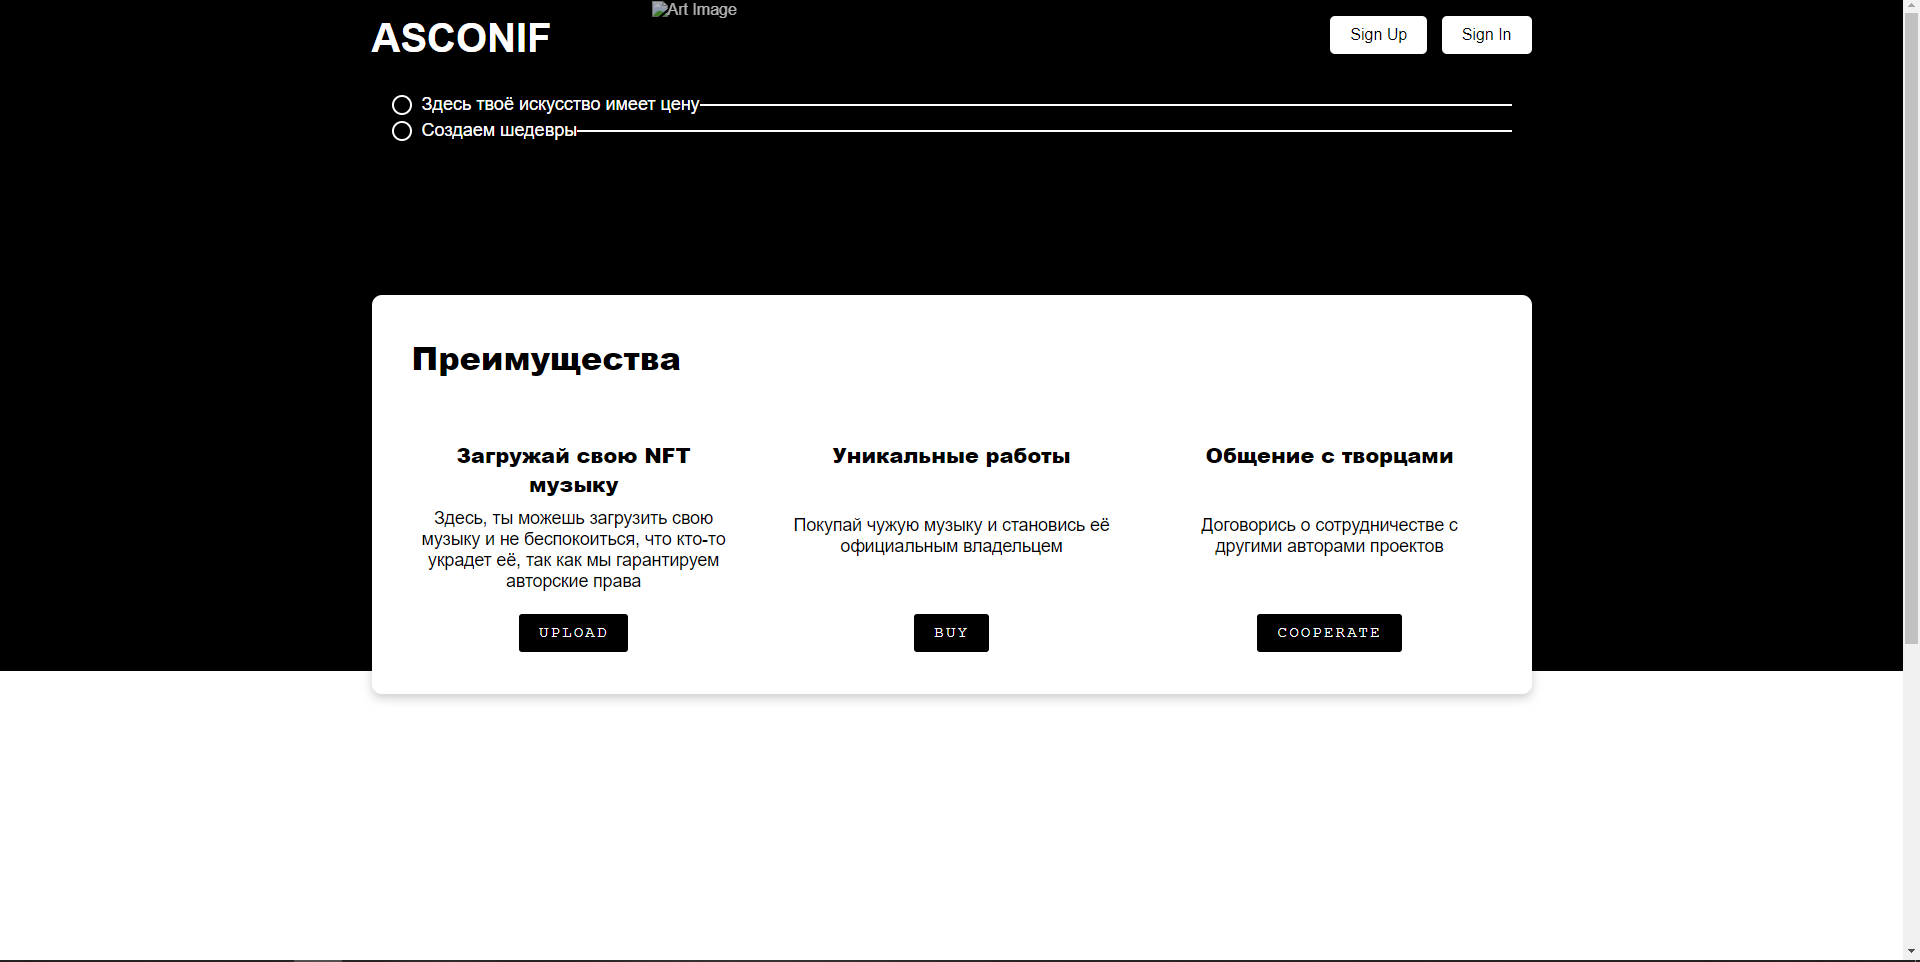 ASCONIF
Art Image
Sign Up
Sign In
Здесь твоё искусство имеет цену
Создаем шедевры
Преимущества
Загружай свою NFT
музыку
Здесь, ты можешь загрузить свою
музыку и не беспокоиться, что кто-то
украдет её, так как мы гарантируем
авторские права
UPLOAD
Уникальные работы
Покупай чужую музыку и становись её
официальным владельцем
BUY
Общение с творцами
Договорись о сотрудничестве с
другими авторами проектов
COOPERATE